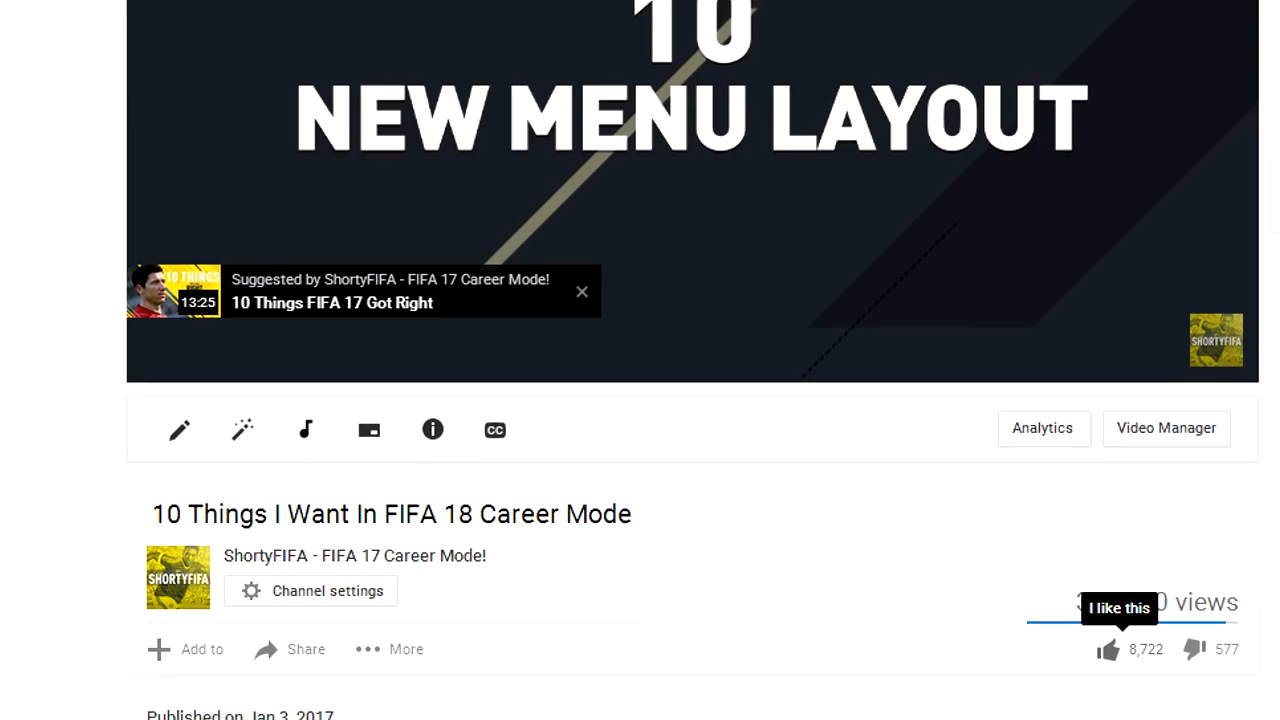 10
NEW MENU LAYOUT
10 THINGS
13:25
Suggested by ShortyFIFA - FIFA 17 Career Mode!
10 Things FIFA 17 Got Right
SHORTYFIFA
CC
Analytics
Video Manager
10 Things I Want In FIFA 18 Career Mode
SHORTYFIFA
ShortyFIFA - FIFA 17 Career Mode!
Channel settings
views
I like this
Add to
Share
More
8,722
577
Published on Jan 3, 2017